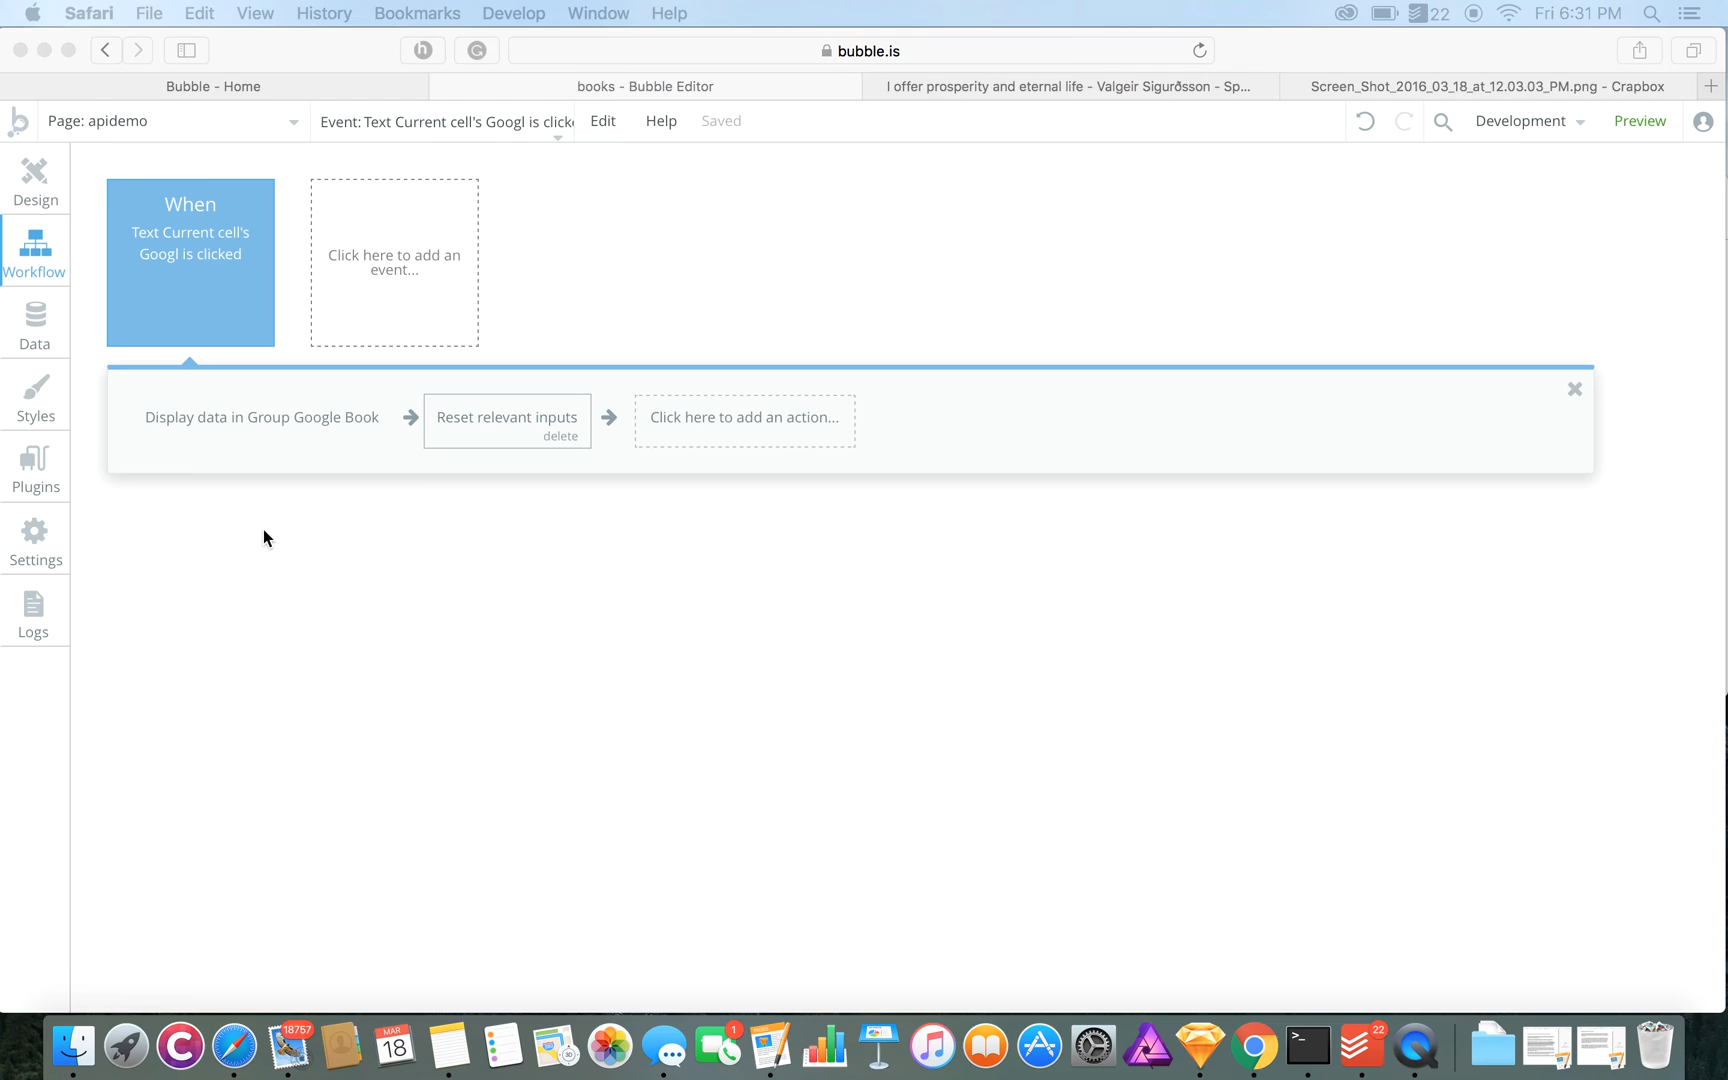 Safari File Edit View History Bookmarks Develop Window Help 22 Fri 6:31 PM
bubble.is
Bubble - Home
books - Bubble Editor
I offer prosperity and eternal life - Valgeir Sigurðsson - Sp...
Screen_Shot_2016_03_18_at_12.03.03_PM.png - Crapbox
Page: apidemo
Event: Text Current cell's Googl is clicke
Edit
Help
Saved
Development
Preview
Design
Workflow
Data
Styles
Plugins
Settings
Logs
When
Text Current cell's
Googl is clicked
Click here to add an
event...
Display data in Group Google Book
Reset relevant inputs
delete
Click here to add an action...
18757
MAR
18
1
22